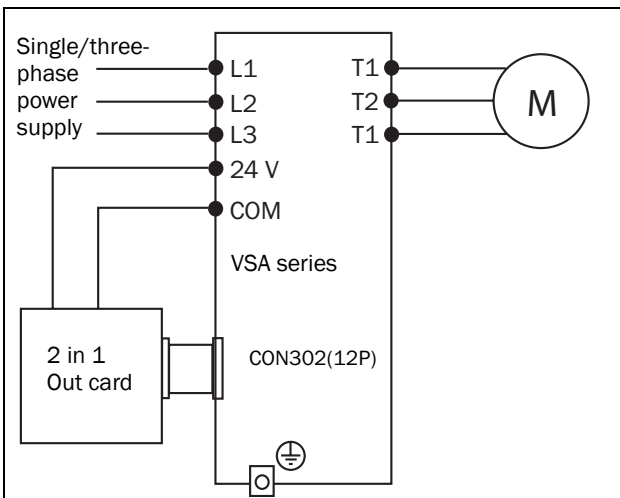 Single/three-
phase
power
supply
L1
L2
L3
24 V
COM
T1
T2
T1
M
VSA series
CON302(12P)
2 in 1
Out card